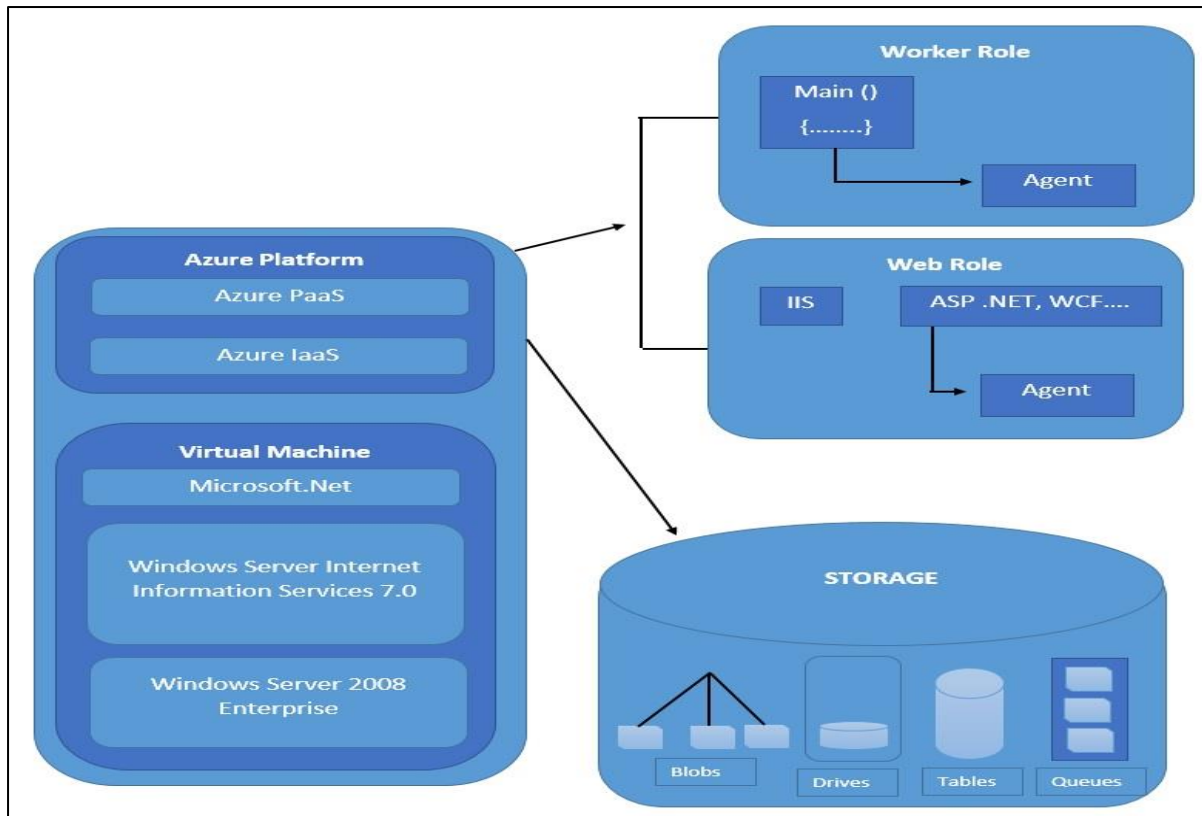 Worker Role
Main ()
{........}
Agent
Azure Platform
Azure PaaS
Azure IaaS
Web Role
IIS
ASP .NET, WCF....
Agent
Virtual Machine
Microsoft.Net
Windows Server Internet
Information Services 7.0
Windows Server 2008
Enterprise
STORAGE
Blobs
Drives
Tables
Queues